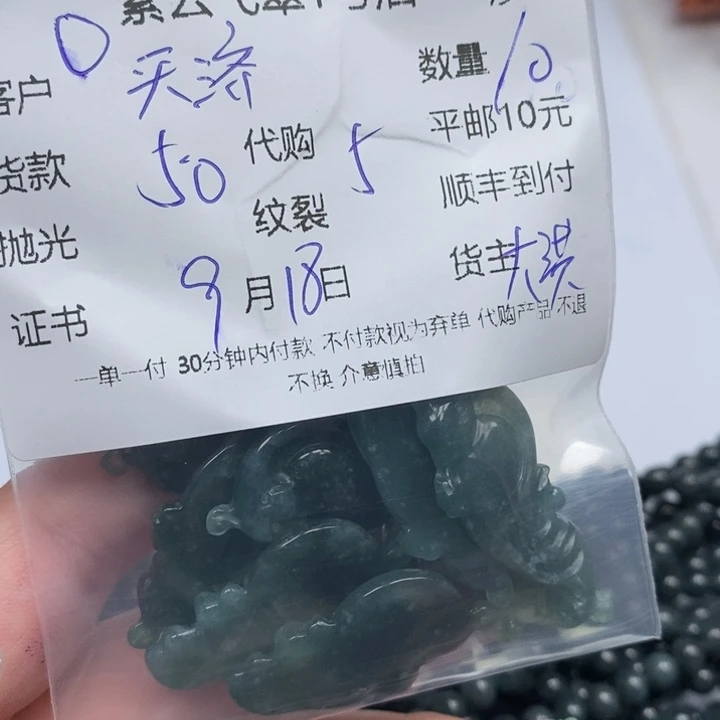 客户 天济 数量 10
货款 50 代购 5 平邮10元
抛光 纹裂 顺丰到付
证书 9月18日 货主 大洪
一单一付 30分钟内付款 不付款视为弃单 代购产品 不退
不换 介意慎拍